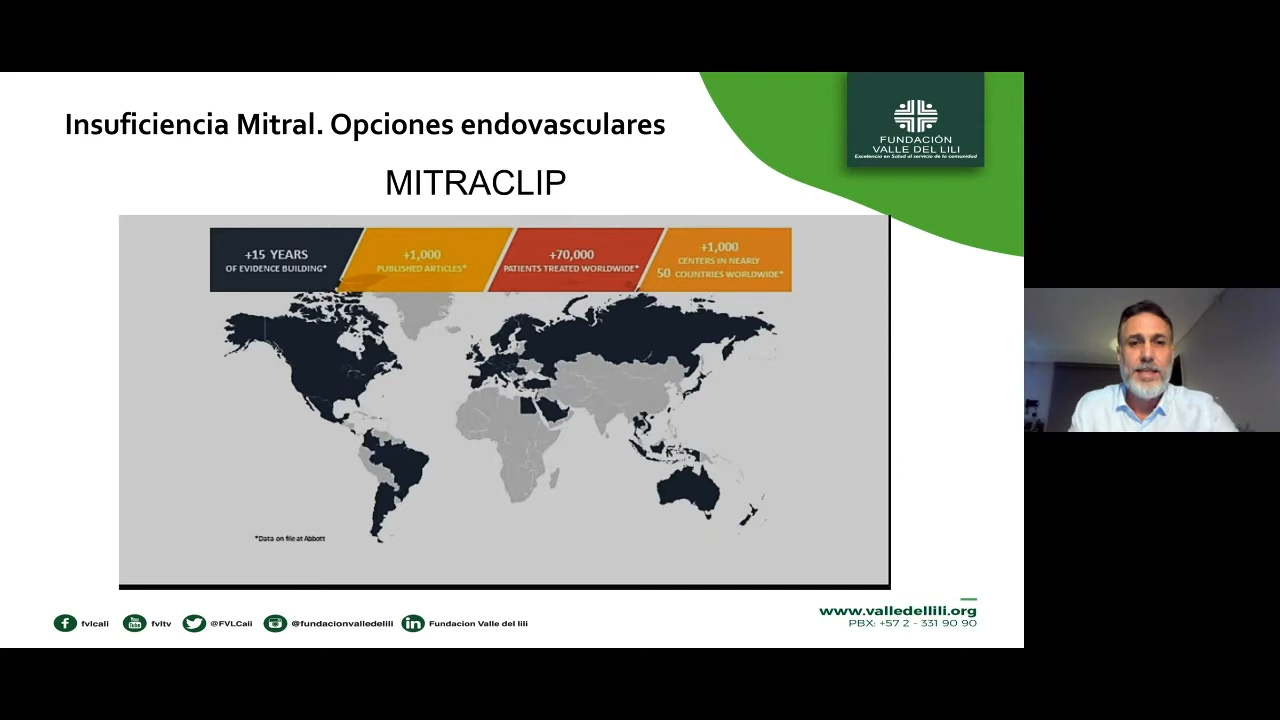 Insuficiencia Mitral. Opciones endovasculares
FUNDACIÓN
VALLE DEL LILI
Excelencia en Salud al servicio de la comunidad
MITRACLIP
+15 YEARS
OF EVIDENCE BUILDING*
+1,000
PUBLISHED ARTICLES*
+70,000
PATIENTS TREATED WORLDWIDE*
+1,000
CENTERS IN NEARLY
50 COUNTRIES WORLDWIDE*
*Data on file at Abbott
www.valledellili.org
PBX: +57 2 - 331 90 90
fvlcali
You Tube
fvltv
@FVLCali
@fundacionvalledelili
Fundacion Valle del lili